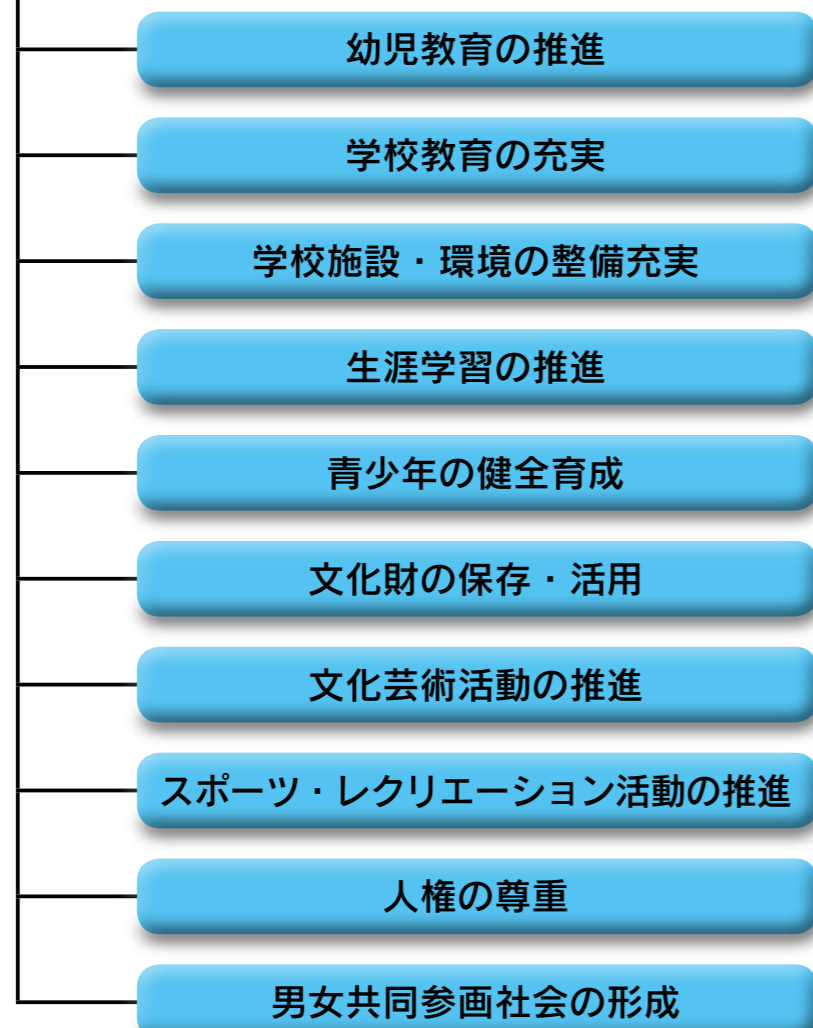 幼児教育の推進
学校教育の充実
学校施設・環境の整備充実
生涯学習の推進
青少年の健全育成
文化財の保存・活用
文化芸術活動の推進
スポーツ・レクリエーション活動の推進
人権の尊重
男女共同参画社会の形成